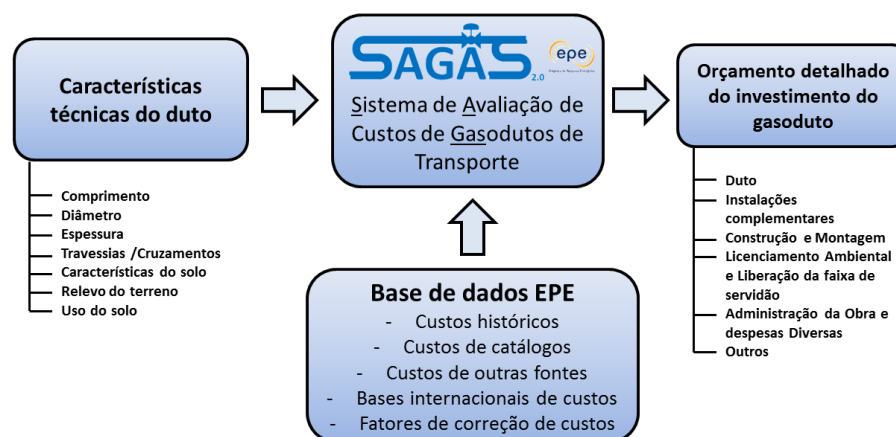 Características
técnicas do duto
Comprimento
Diâmetro
Espessura
Travessias /Cruzamentos
Características do solo
Relevo do terreno
Uso do solo
SAGÁS 2.0
epe
Sistema de Avaliação de
Custos de Gasodutos de
Transporte
Base de dados EPE
- Custos históricos
- Custos de catálogos
- Custos de outras fontes
- Bases internacionais de custos
- Fatores de correção de custos
Orçamento detalhado
do investimento do
gasoduto
Duto
Instalações
complementares
Construção e Montagem
Licenciamento Ambiental
e Liberação da faixa de
servidão
Administração da Obra e
despesas Diversas
Outros